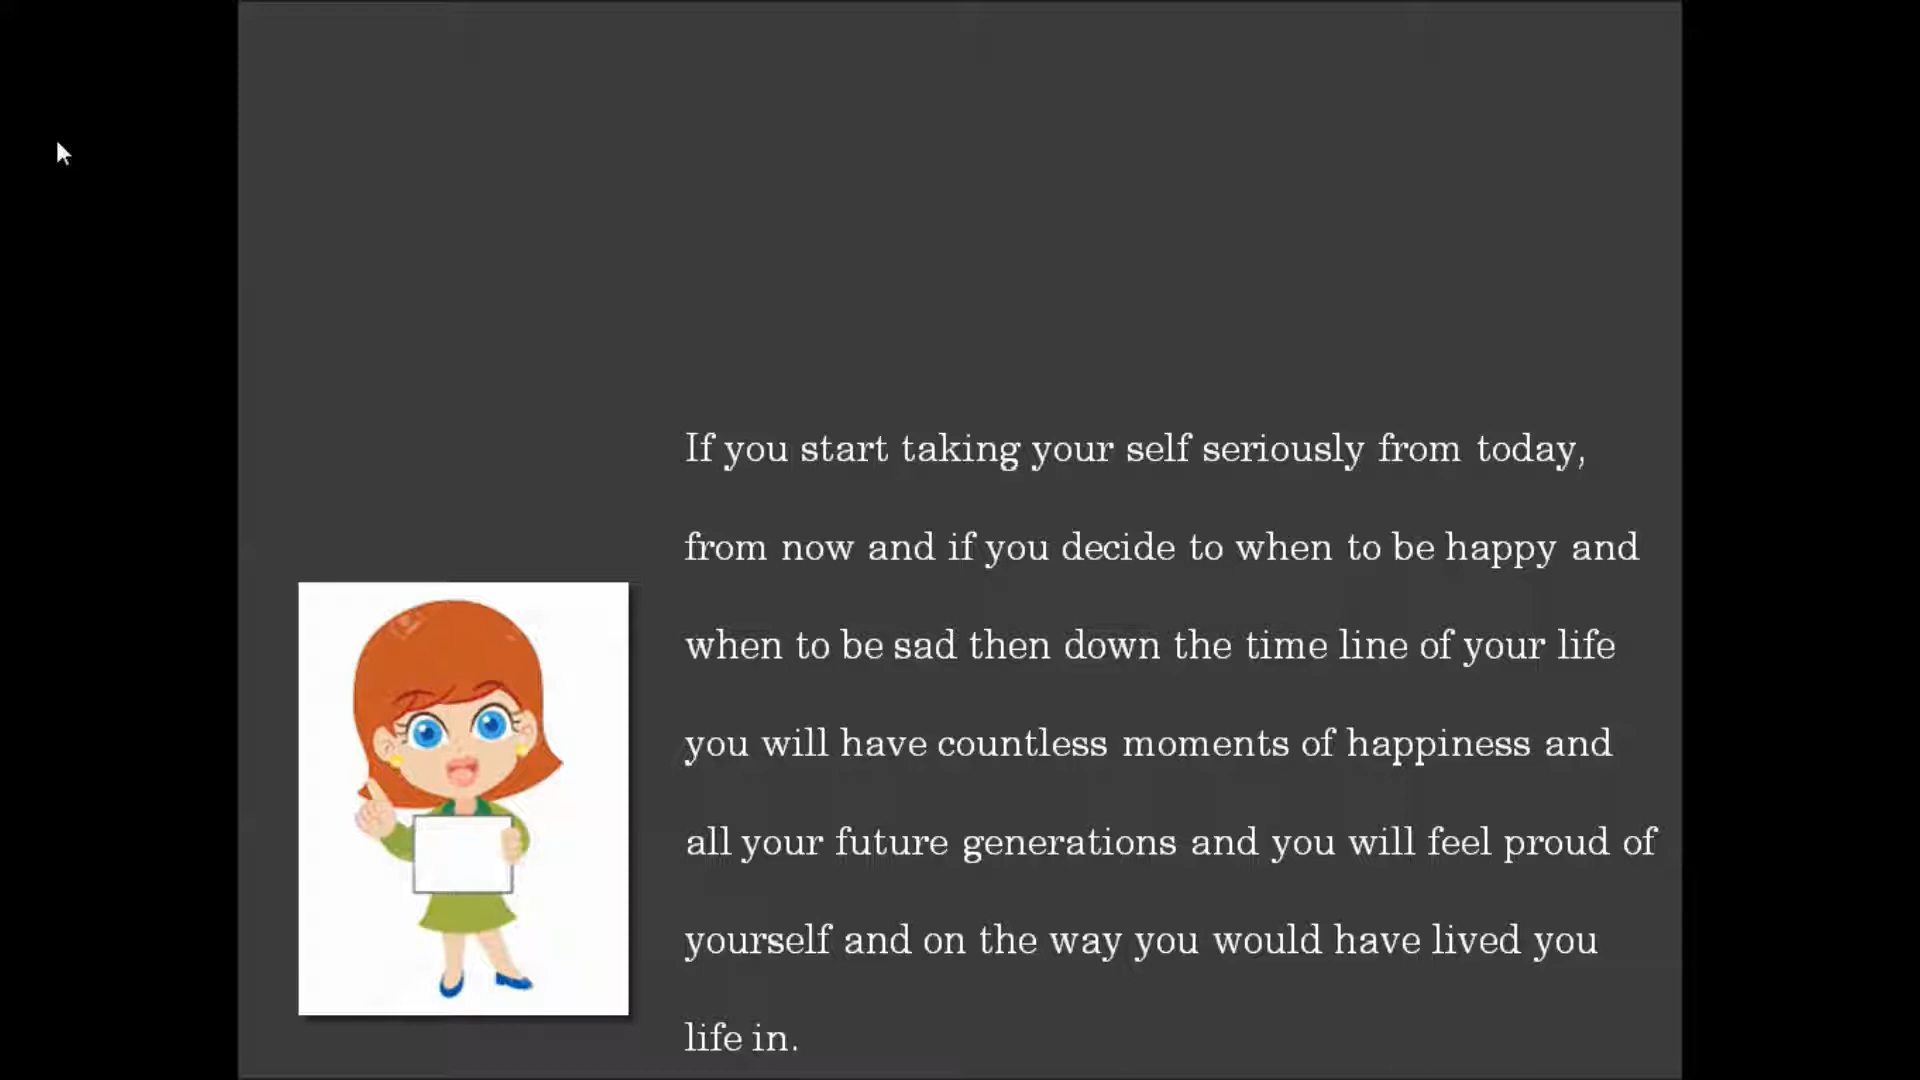 If you start taking your self seriously from today,
from now and if you decide to when to be happy and
when to be sad then down the time line of your life
you will have countless moments of happiness and
all your future generations and you will feel proud of
yourself and on the way you would have lived you
life in.